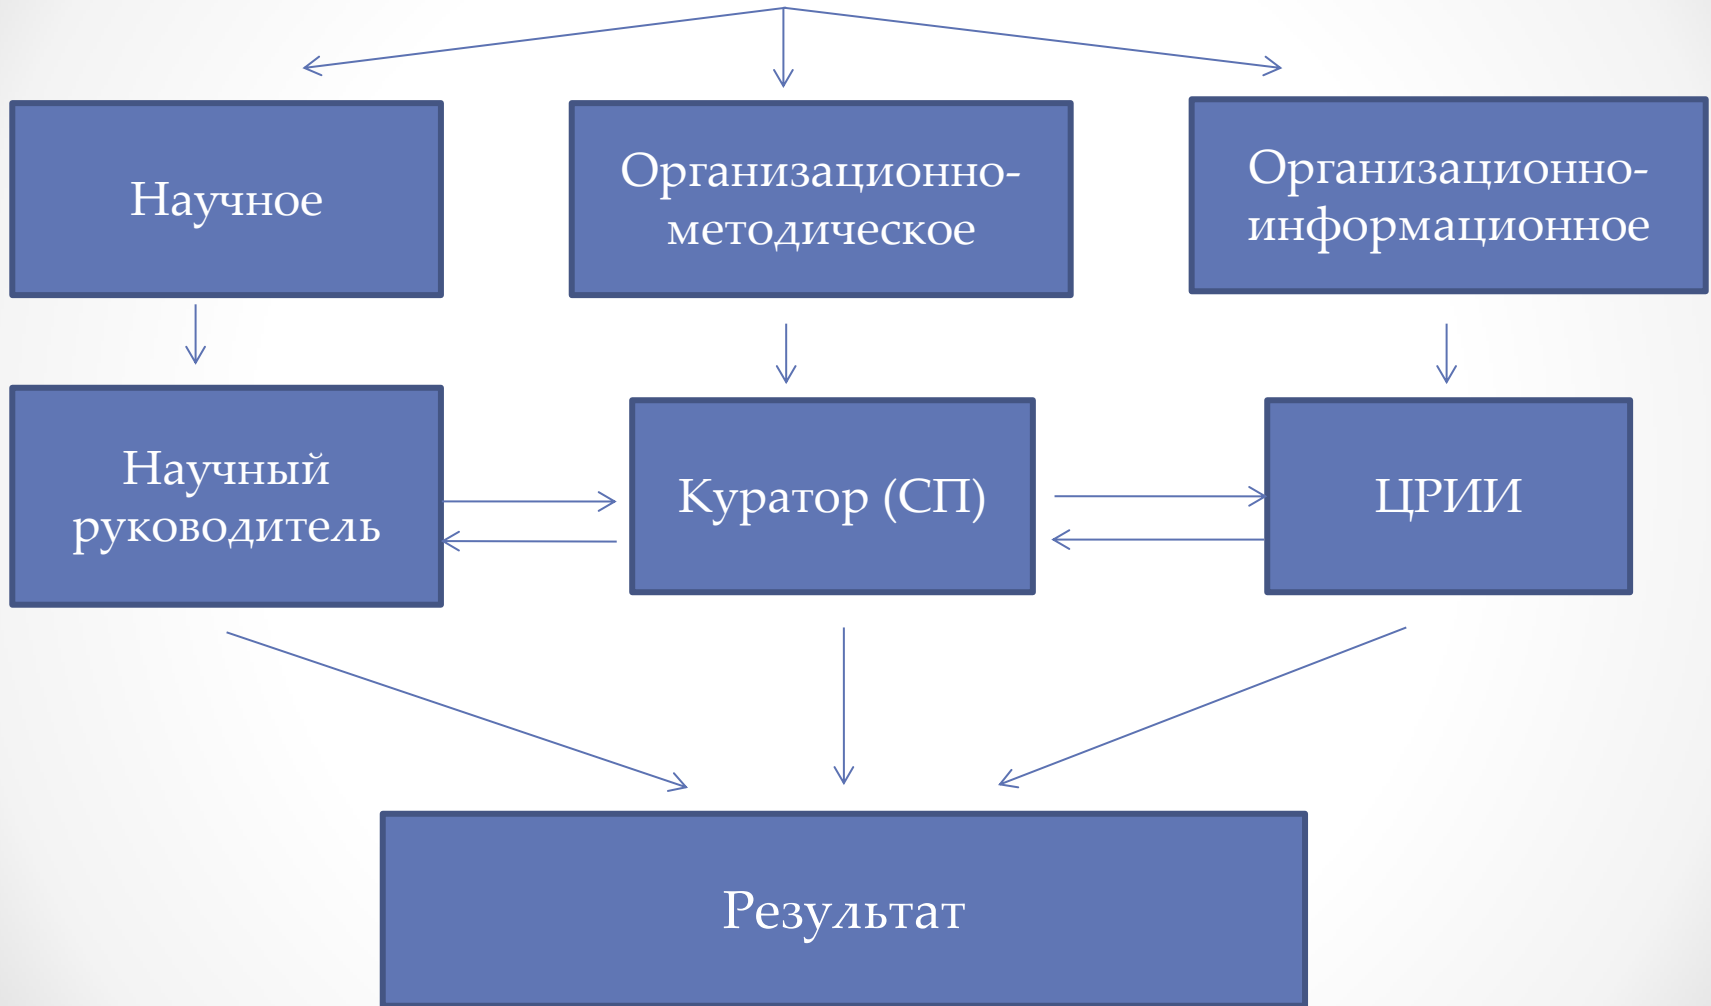 Научное
Организационно-
методическое
Организационно-
информационное
Научный
руководитель
Куратор (СП)
ЦРИИ
Результат